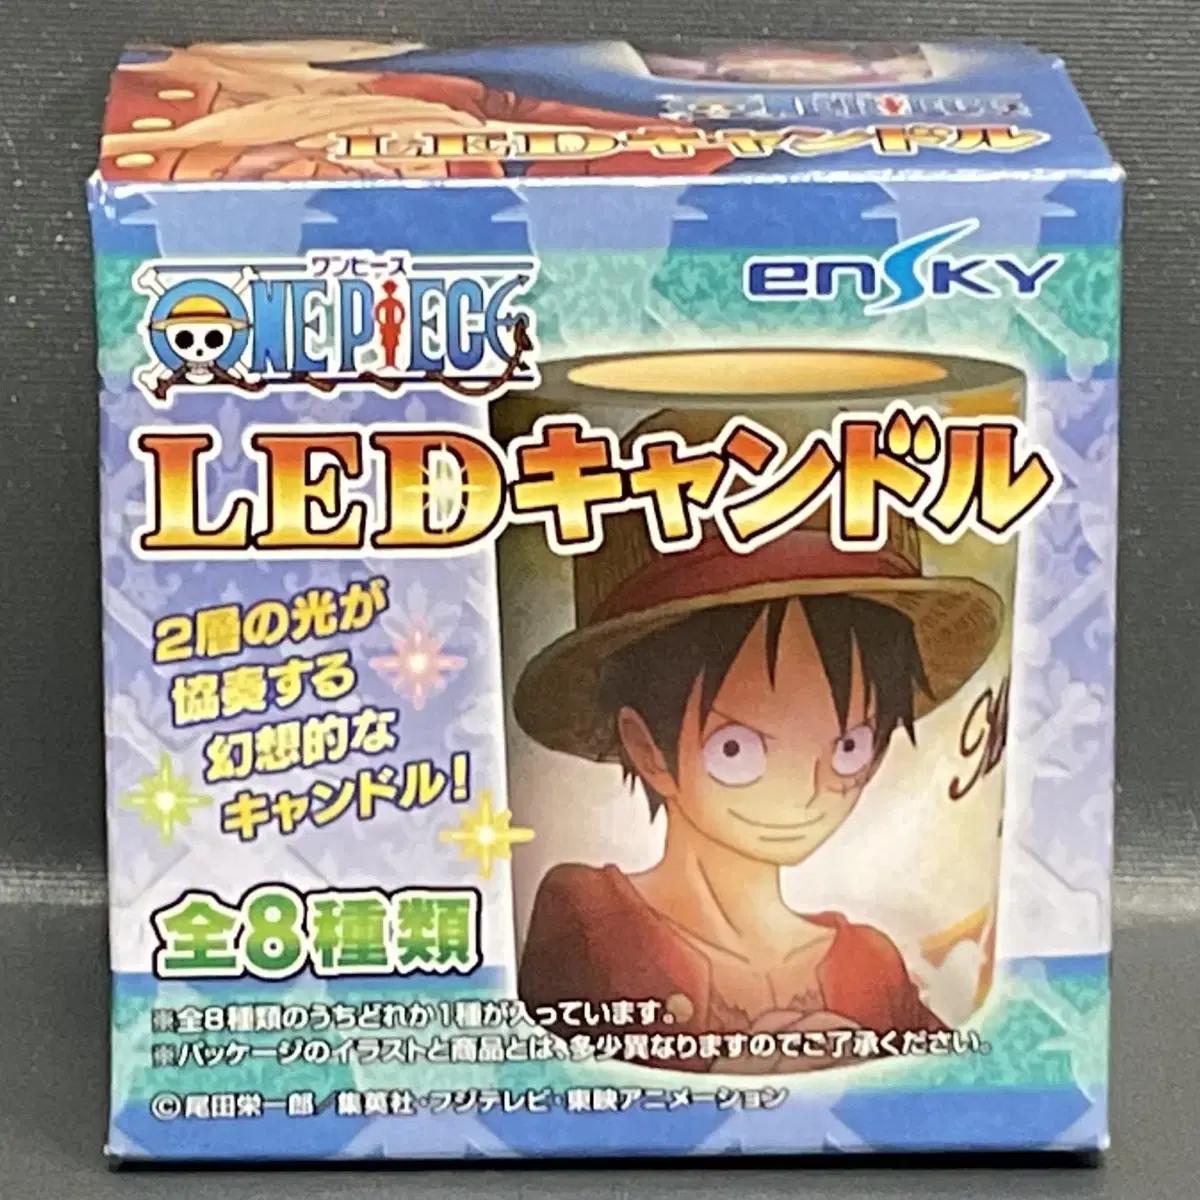 ONE PIECE
LEDキャンドル
ensKY
ワンピース
ONE PIECE
LEDキャンドル
2層の光が
協奏する
幻想的な
キャンドル!
全8種類
※全8種類のうちどれか1種が入っています。
※パッケージのイラストと商品とは、多少異なりますのでご了承ください。
©尾田栄一郎/集英社・フジテレビ・東映アニメーション